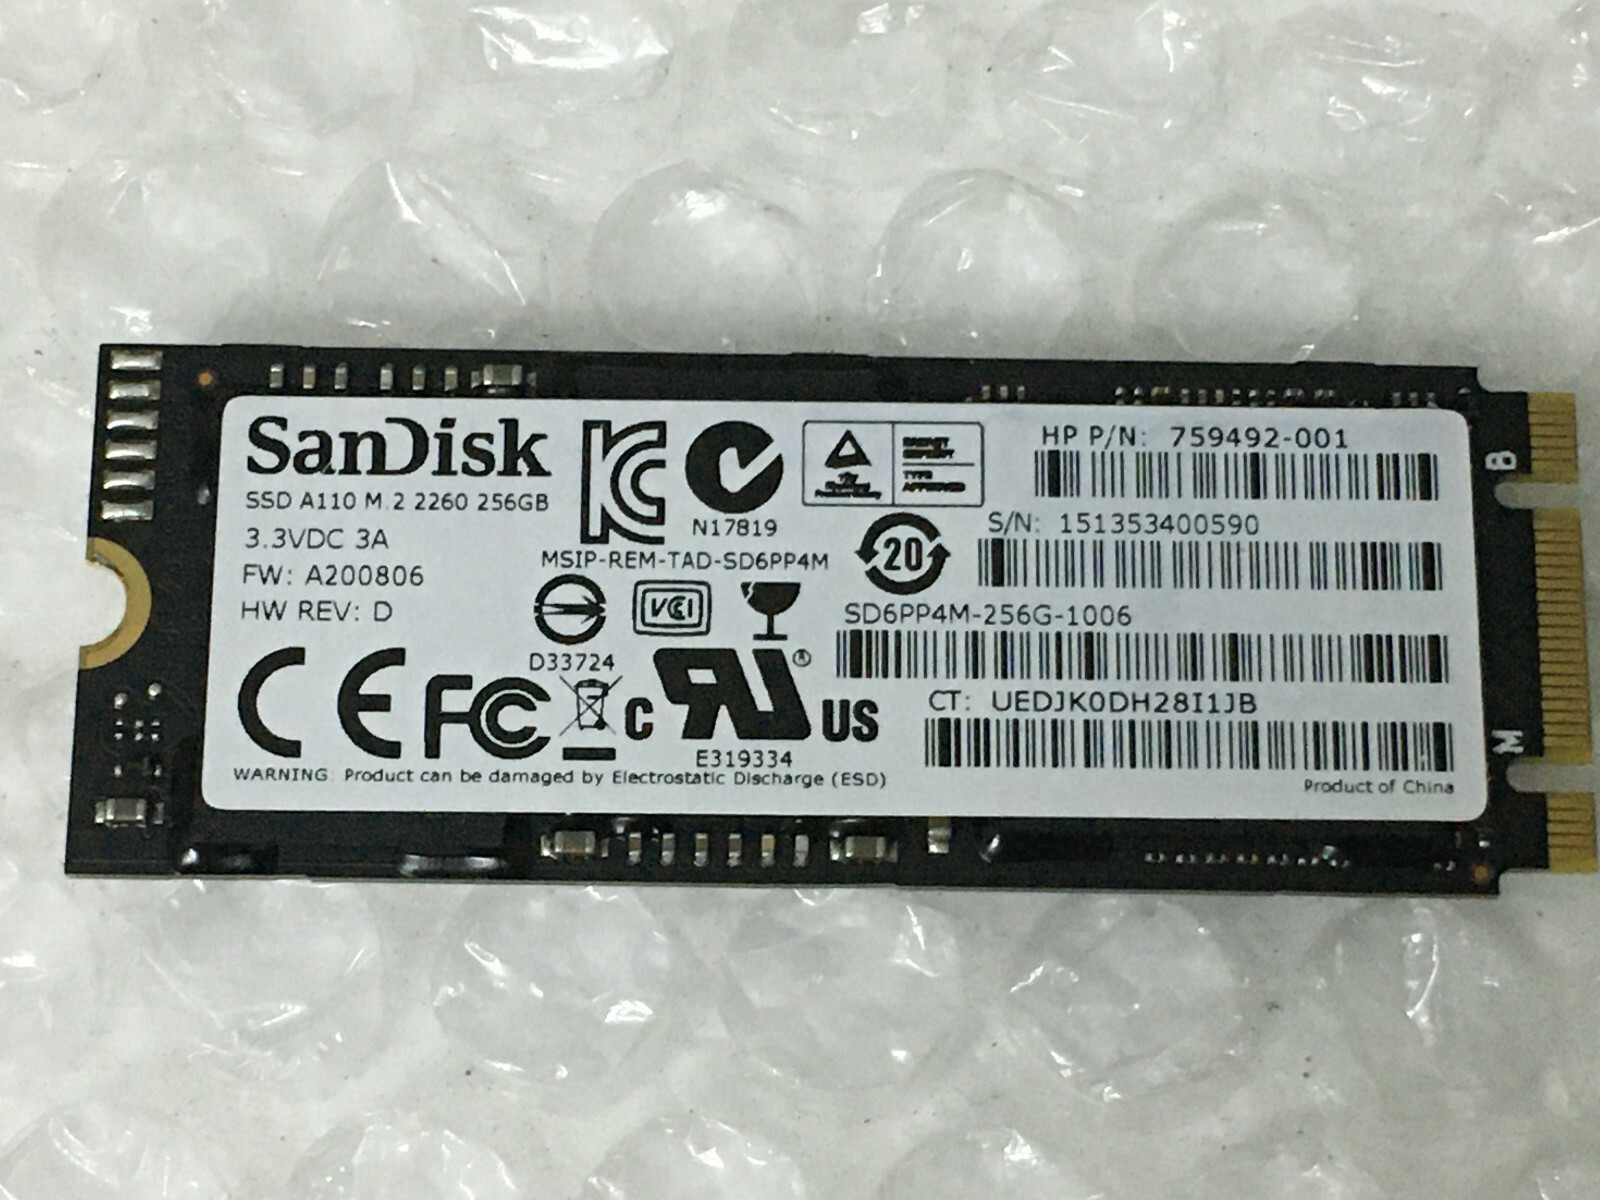 SanDisk
SSD A110 M.2 2260 256GB
3.3VDC 3A
FW: A200806
HW REV: D
N17819
MSIP-REM-TAD-SD6PP4M
20
VCI
D33724
CE FC
c RU ® US
E319334
WARNING: Product can be damaged by Electrostatic Discharge (ESD)
HP P/N: 759492-001
S/N: 151353400590
SD6PP4M-256G-1006
CT: UEDJK0DH28I1JB
Product of China
B
M